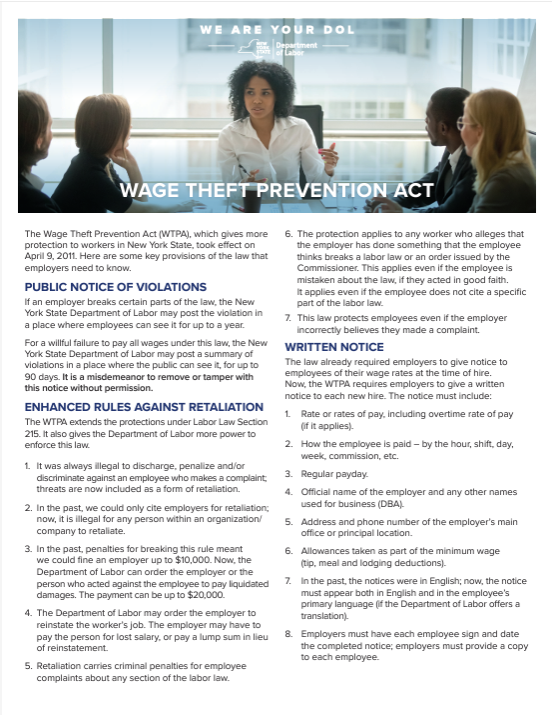 WE ARE YOUR DOL
NEW
YORK
STATE
Department
of Labor
WAGE THEFT PREVENTION ACT
The Wage Theft Prevention Act (WTPA), which gives more
protection to workers in New York State, took effect on
April 9, 2011. Here are some key provisions of the law that
employers need to know.
PUBLIC NOTICE OF VIOLATIONS
If an employer breaks certain parts of the law, the New
York State Department of Labor may post the violation in
a place where employees can see it for up to a year.
For a willful failure to pay all wages under this law, the New
York State Department of Labor may post a summary of
violations in a place where the public can see it, for up to
90 days. It is a misdemeanor to remove or tamper with
this notice without permission.
ENHANCED RULES AGAINST RETALIATION
The WTPA extends the protections under Labor Law Section
215. It also gives the Department of Labor more power to
enforce this law.
1. It was always illegal to discharge, penalize and/or
discriminate against an employee who makes a complaint;
threats are now included as a form of retaliation.
2. In the past, we could only cite employers for retaliation;
now, it is illegal for any person within an organization/
company to retaliate.
3. In the past, penalties for breaking this rule meant
we could fine an employer up to $10,000. Now, the
Department of Labor can order the employer or the
person who acted against the employee to pay liquidated
damages. The payment can be up to $20,000.
4. The Department of Labor may order the employer to
reinstate the worker's job. The employer may have to
pay the person for lost salary, or pay a lump sum in lieu
of reinstatement.
5. Retaliation carries criminal penalties for employee
complaints about any section of the labor law.
6. The protection applies to any worker who alleges that
the employer has done something that the employee
thinks breaks a labor law or an order issued by the
Commissioner. This applies even if the employee is
mistaken about the law, if they acted in good faith.
It applies even if the employee does not cite a specific
part of the labor law.
7. This law protects employees even if the employer
incorrectly believes they made a complaint.
WRITTEN NOTICE
The law already required employers to give notice to
employees of their wage rates at the time of hire.
Now, the WTPA requires employers to give a written
notice to each new hire. The notice must include:
1. Rate or rates of pay, including overtime rate of pay
(if it applies).
2. How the employee is paid – by the hour, shift, day,
week, commission, etc.
3. Regular payday.
4. Official name of the employer and any other names
used for business (DBA).
5. Address and phone number of the employer's main
office or principal location.
6. Allowances taken as part of the minimum wage
(tip, meal and lodging deductions).
7. In the past, the notices were in English; now, the notice
must appear both in English and in the employee's
primary language (if the Department of Labor offers a
translation).
8. Employers must have each employee sign and date
the completed notice; employers must provide a copy
to each employee.